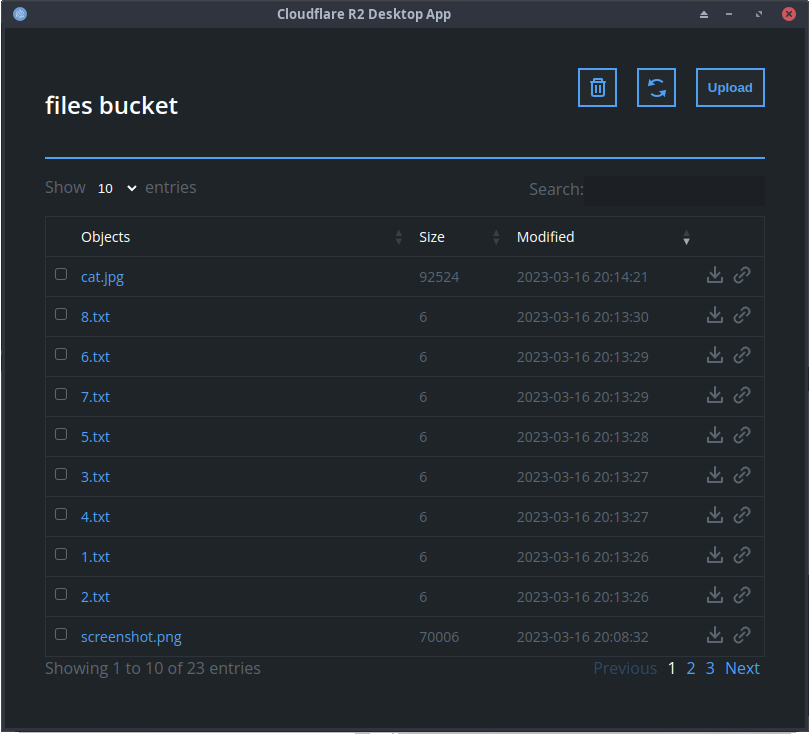 Cloudflare R2 Desktop App
files bucket
Upload
Show 10 entries
Search:
Objects Size Modified
cat.jpg 92524 2023-03-16 20:14:21
8.txt 6 2023-03-16 20:13:30
6.txt 6 2023-03-16 20:13:29
7.txt 6 2023-03-16 20:13:29
5.txt 6 2023-03-16 20:13:28
3.txt 6 2023-03-16 20:13:27
4.txt 6 2023-03-16 20:13:27
1.txt 6 2023-03-16 20:13:26
2.txt 6 2023-03-16 20:13:26
screenshot.png 70006 2023-03-16 20:08:32
Showing 1 to 10 of 23 entries
Previous 1 2 3 Next